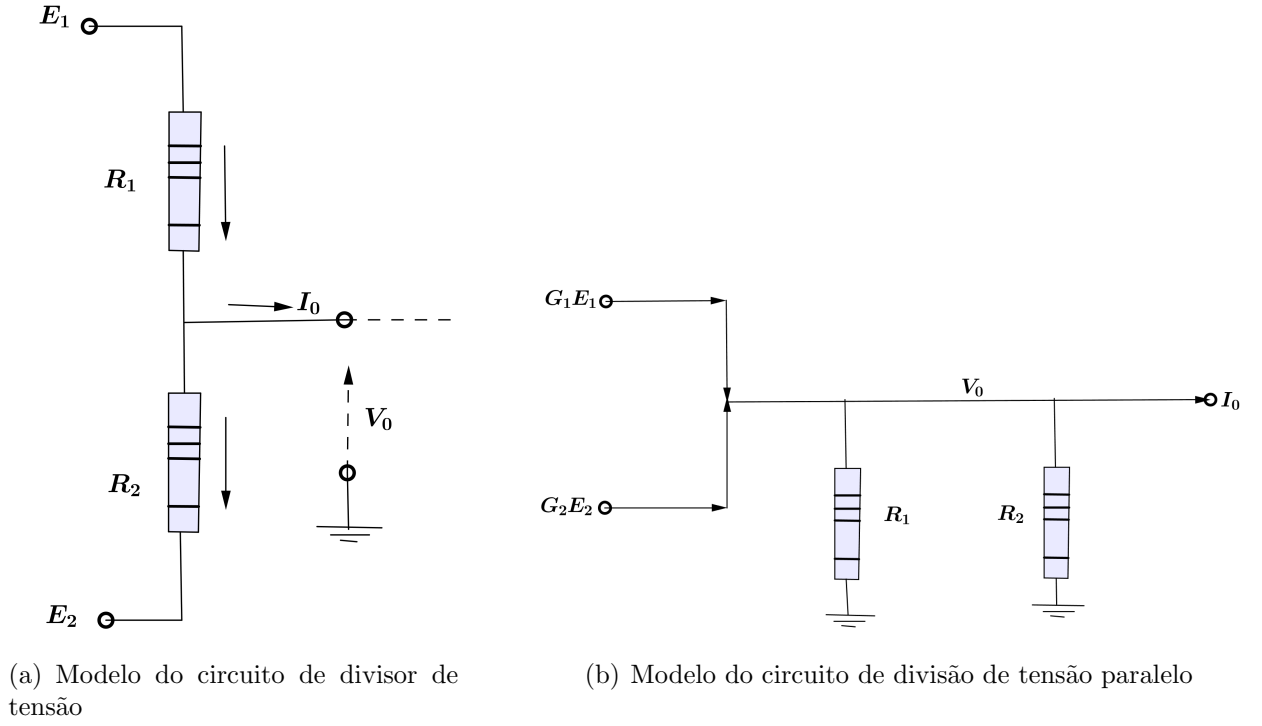 E₁
R₁
I₀
V₀
R₂
E₂
(a) Modelo do circuito de divisor de
tensão
G₁E₁
V₀
I₀
G₂E₂
R₁
R₂
(b) Modelo do circuito de divisão de tensão paralelo